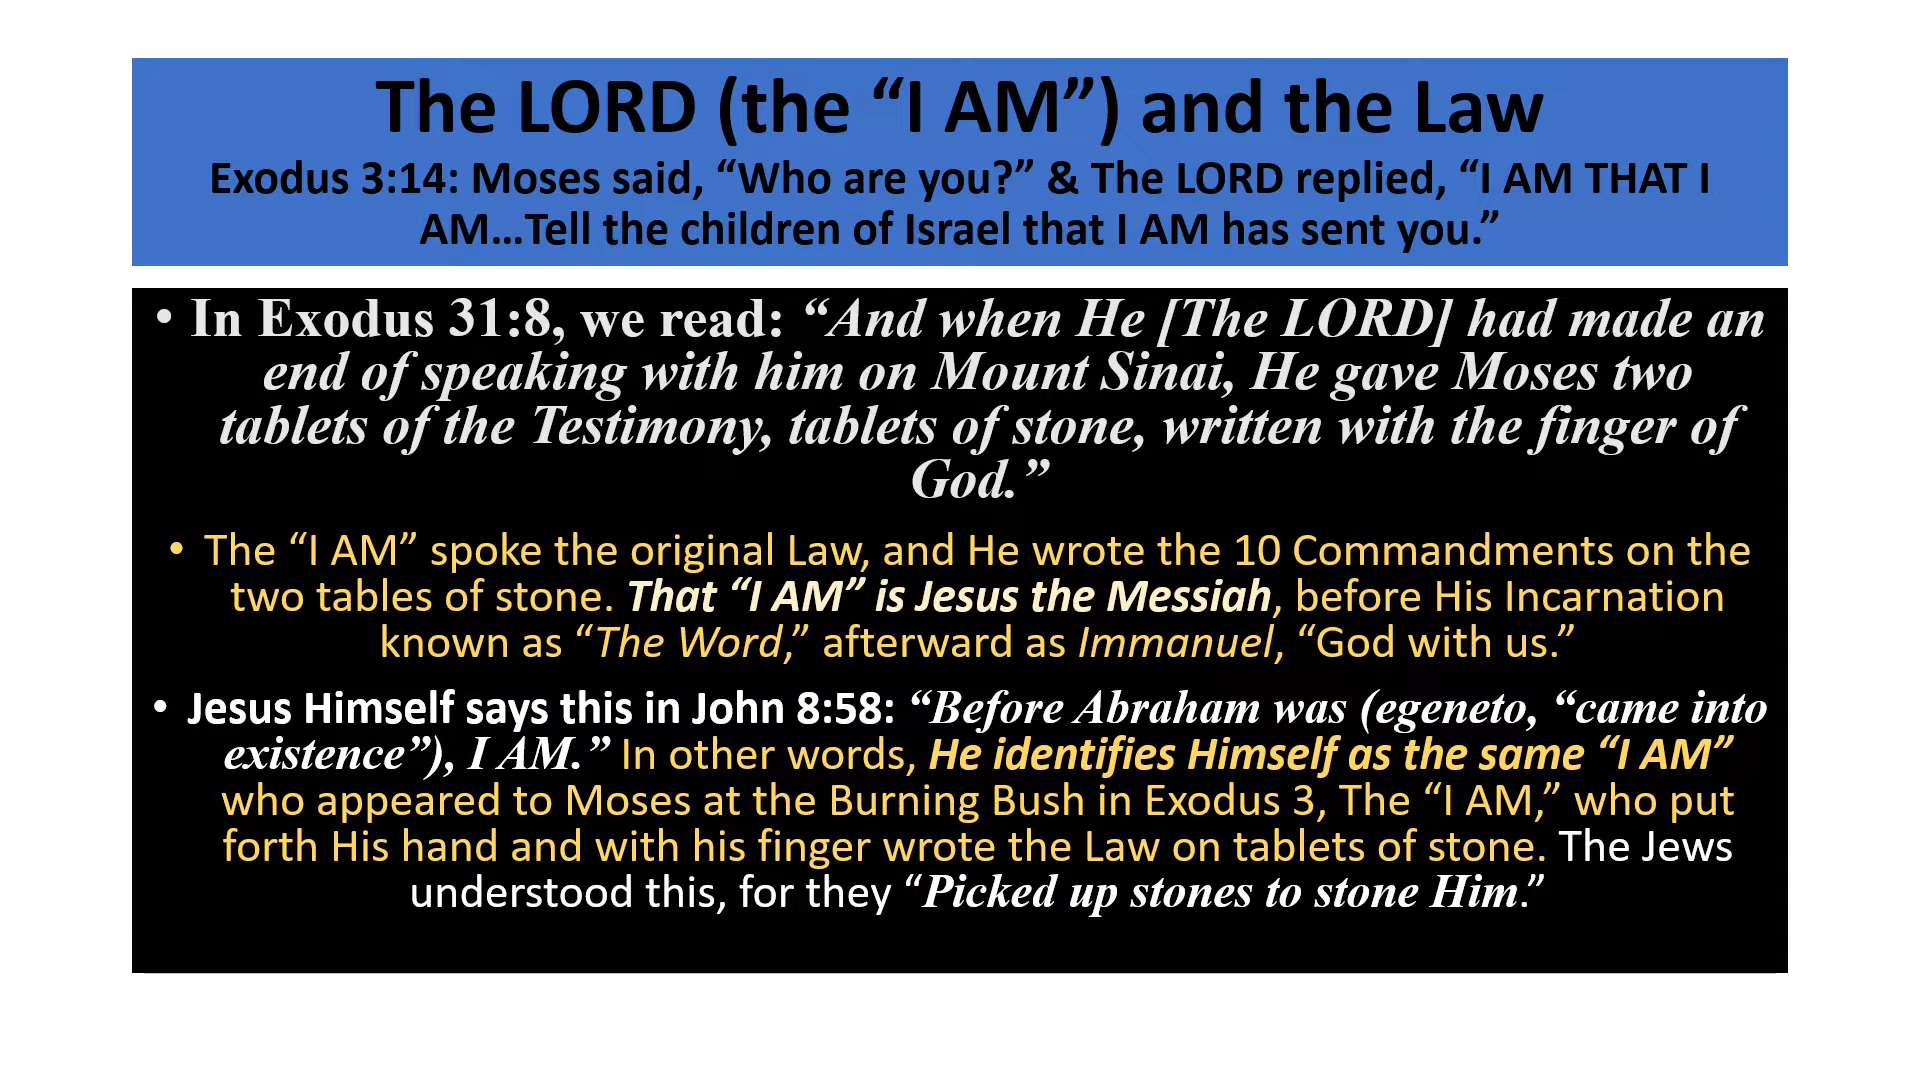 The LORD (the “I AM”) and the Law
Exodus 3:14: Moses said, “Who are you?” & The LORD replied, “I AM THAT I
AM…Tell the children of Israel that I AM has sent you.”
• In Exodus 31:8, we read: “And when He [The LORD] had made an
end of speaking with him on Mount Sinai, He gave Moses two
tablets of the Testimony, tablets of stone, written with the finger of
God.”
• The “I AM” spoke the original Law, and He wrote the 10 Commandments on the
two tables of stone. That “I AM” is Jesus the Messiah, before His Incarnation
known as “The Word,” afterward as Immanuel, “God with us.”
• Jesus Himself says this in John 8:58: “Before Abraham was (egeneto, “came into
existence”), I AM.” In other words, He identifies Himself as the same “I AM”
who appeared to Moses at the Burning Bush in Exodus 3, The “I AM,” who put
forth His hand and with his finger wrote the Law on tablets of stone. The Jews
understood this, for they “Picked up stones to stone Him.”